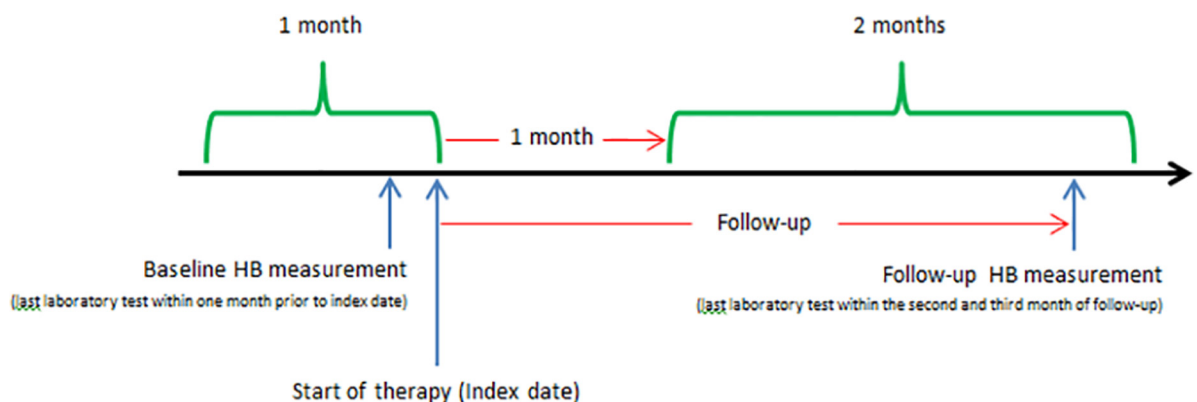 1 month
2 months
1 month
Follow-up
Baseline HB measurement
(last laboratory test within one month prior to index date)
Follow-up HB measurement
(last laboratory test within the second and third month of follow-up)
Start of therapy (Index date)